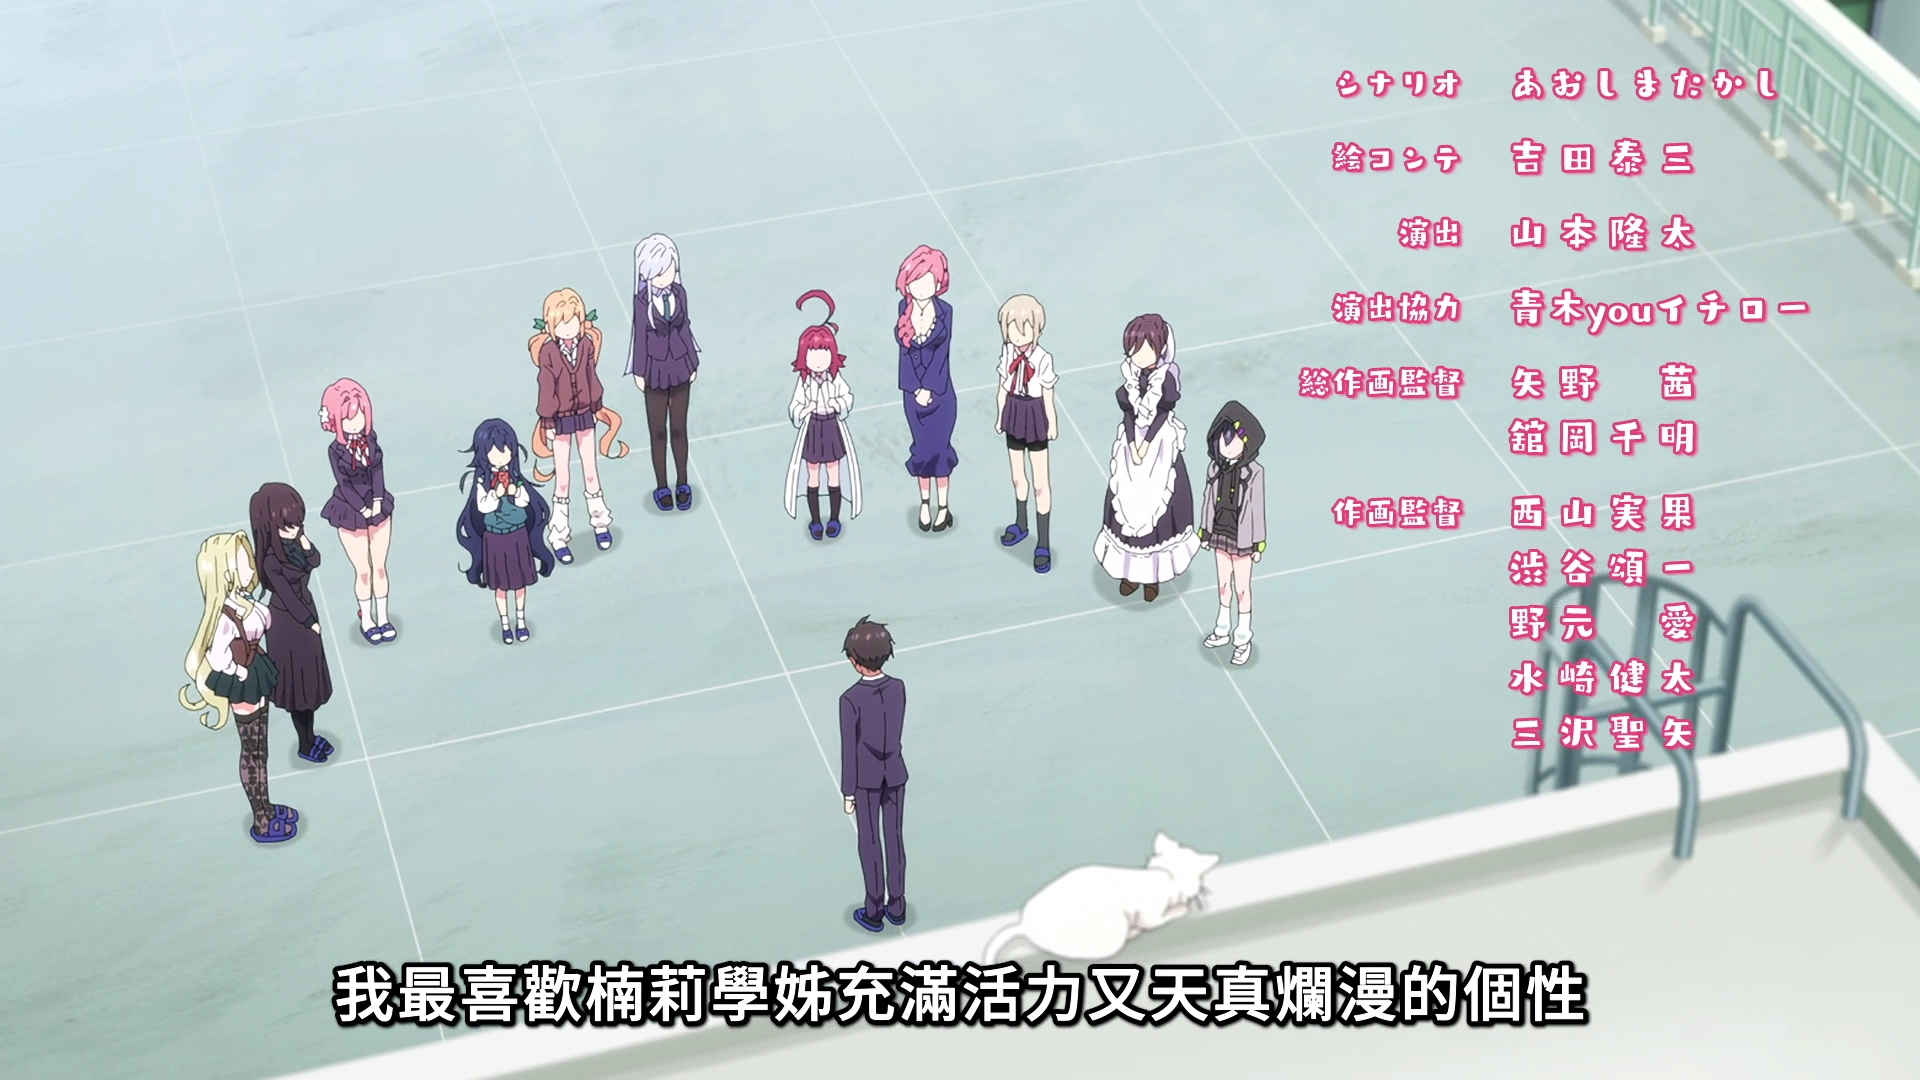 シナリオ　あおしまたかし
絵コンテ　吉田泰三
演出　山本隆太
演出協力　青木youイチロー
総作画監督　矢野　茜
舘岡千明
作画監督　西山実果
渋谷頌一
野元　愛
水崎健太
三沢聖矢
我最喜歡楠莉學姊充滿活力又天真爛漫的個性